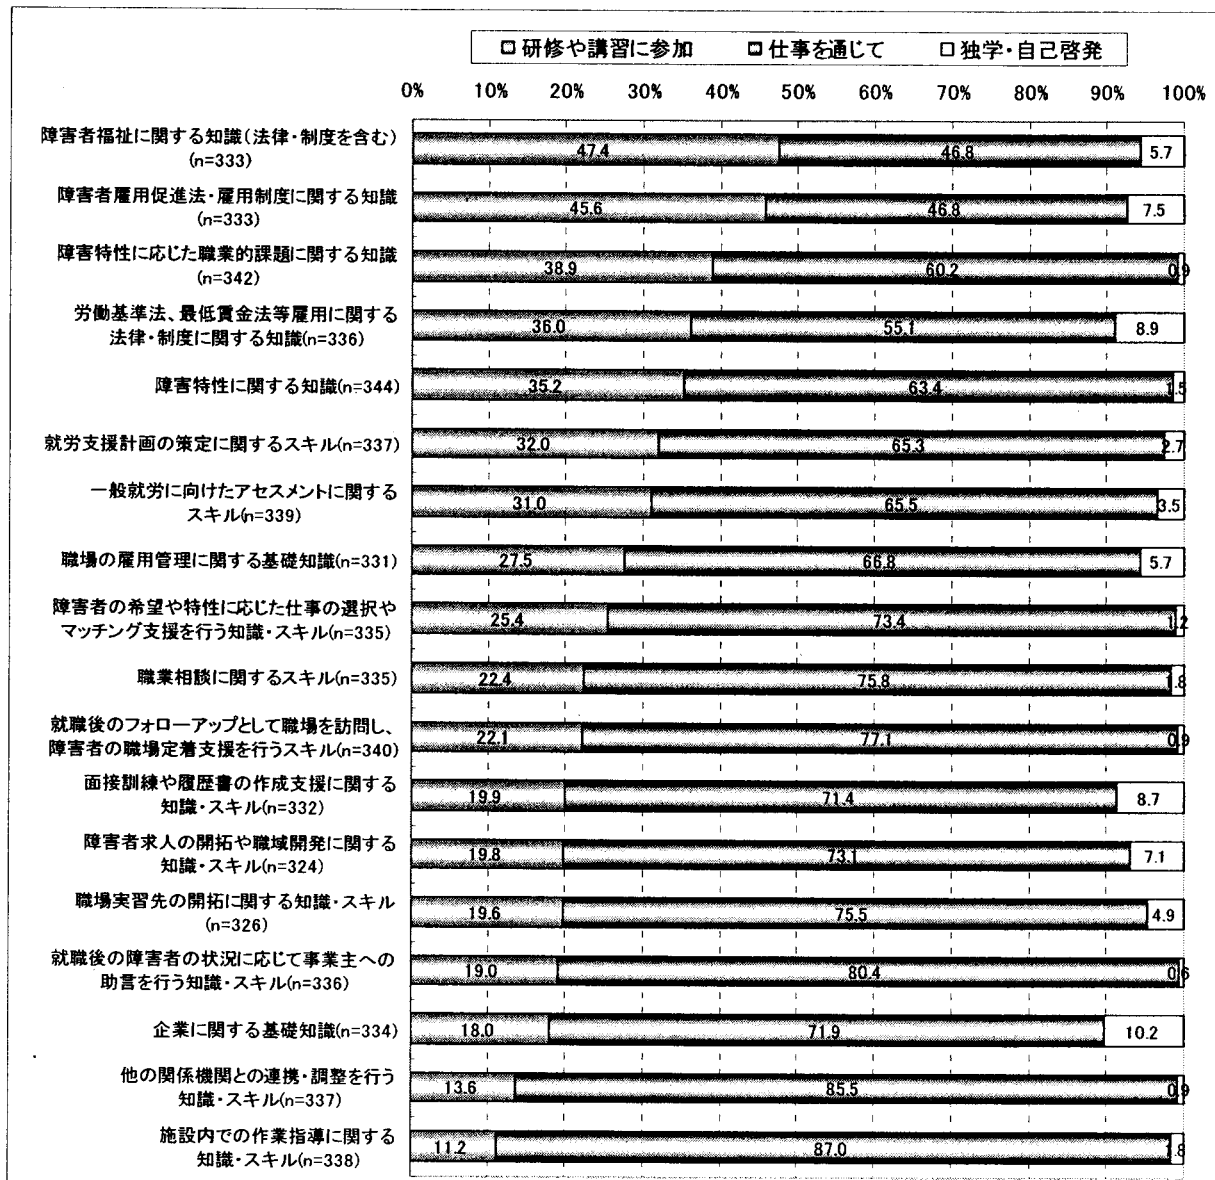 研修や講習に参加 仕事を通じて 独学・自己啓発
0% 10% 20% 30% 40% 50% 60% 70% 80% 90% 100%
障害者福祉に関する知識(法律・制度を含む)
(n=333)
47.4 46.8 5.7
障害者雇用促進法・雇用制度に関する知識
(n=333)
45.6 46.8 7.5
障害特性に応じた職業的課題に関する知識
(n=342)
38.9 60.2 0.9
労働基準法、最低賃金法等雇用に関する
法律・制度に関する知識(n=336)
36.0 55.1 8.9
障害特性に関する知識(n=344)
35.2 63.4 1.5
就労支援計画の策定に関するスキル(n=337)
32.0 65.3 2.7
一般就労に向けたアセスメントに関する
スキル(n=339)
31.0 65.5 3.5
職場の雇用管理に関する基礎知識(n=331)
27.5 66.8 5.7
障害者の希望や特性に応じた仕事の選択や
マッチング支援を行う知識・スキル(n=335)
25.4 73.4 1.2
職業相談に関するスキル(n=335)
22.4 75.8 1.8
就職後のフォローアップとして職場を訪問し、
障害者の職場定着支援を行うスキル(n=340)
22.1 77.1 0.9
面接訓練や履歴書の作成支援に関する
知識・スキル(n=332)
19.9 71.4 8.7
障害者求人の開拓や職域開発に関する
知識・スキル(n=324)
19.8 73.1 7.1
職場実習先の開拓に関する知識・スキル
(n=326)
19.6 75.5 4.9
就職後の障害者の状況に応じて事業主への
助言を行う知識・スキル(n=336)
19.0 80.4 0.6
企業に関する基礎知識(n=334)
18.0 71.9 10.2
他の関係機関との連携・調整を行う
知識・スキル(n=337)
13.6 85.5 0.9
施設内での作業指導に関する
知識・スキル(n=338)
11.2 87.0 1.8